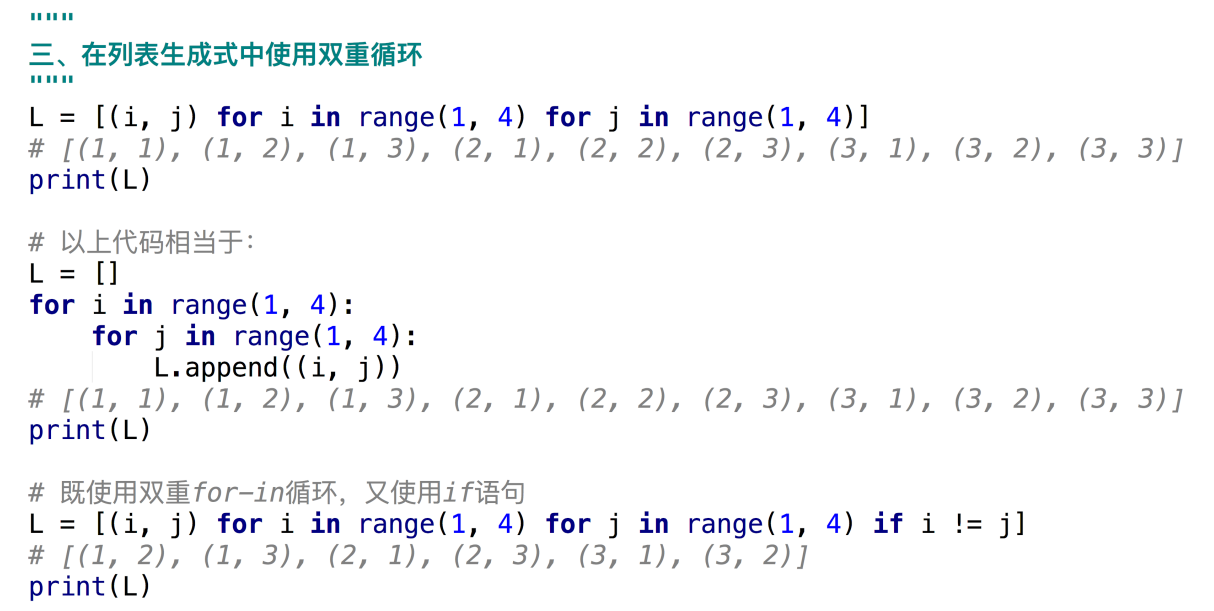 """
三、在列表生成式中使用双重循环
"""
L = [(i, j) for i in range(1, 4) for j in range(1, 4)]
# [(1, 1), (1, 2), (1, 3), (2, 1), (2, 2), (2, 3), (3, 1), (3, 2), (3, 3)]
print(L)

# 以上代码相当于：
L = []
for i in range(1, 4):
    for j in range(1, 4):
        L.append((i, j))
# [(1, 1), (1, 2), (1, 3), (2, 1), (2, 2), (2, 3), (3, 1), (3, 2), (3, 3)]
print(L)

# 既使用双重for-in循环，又使用if语句
L = [(i, j) for i in range(1, 4) for j in range(1, 4) if i != j]
# [(1, 2), (1, 3), (2, 1), (2, 3), (3, 1), (3, 2)]
print(L)